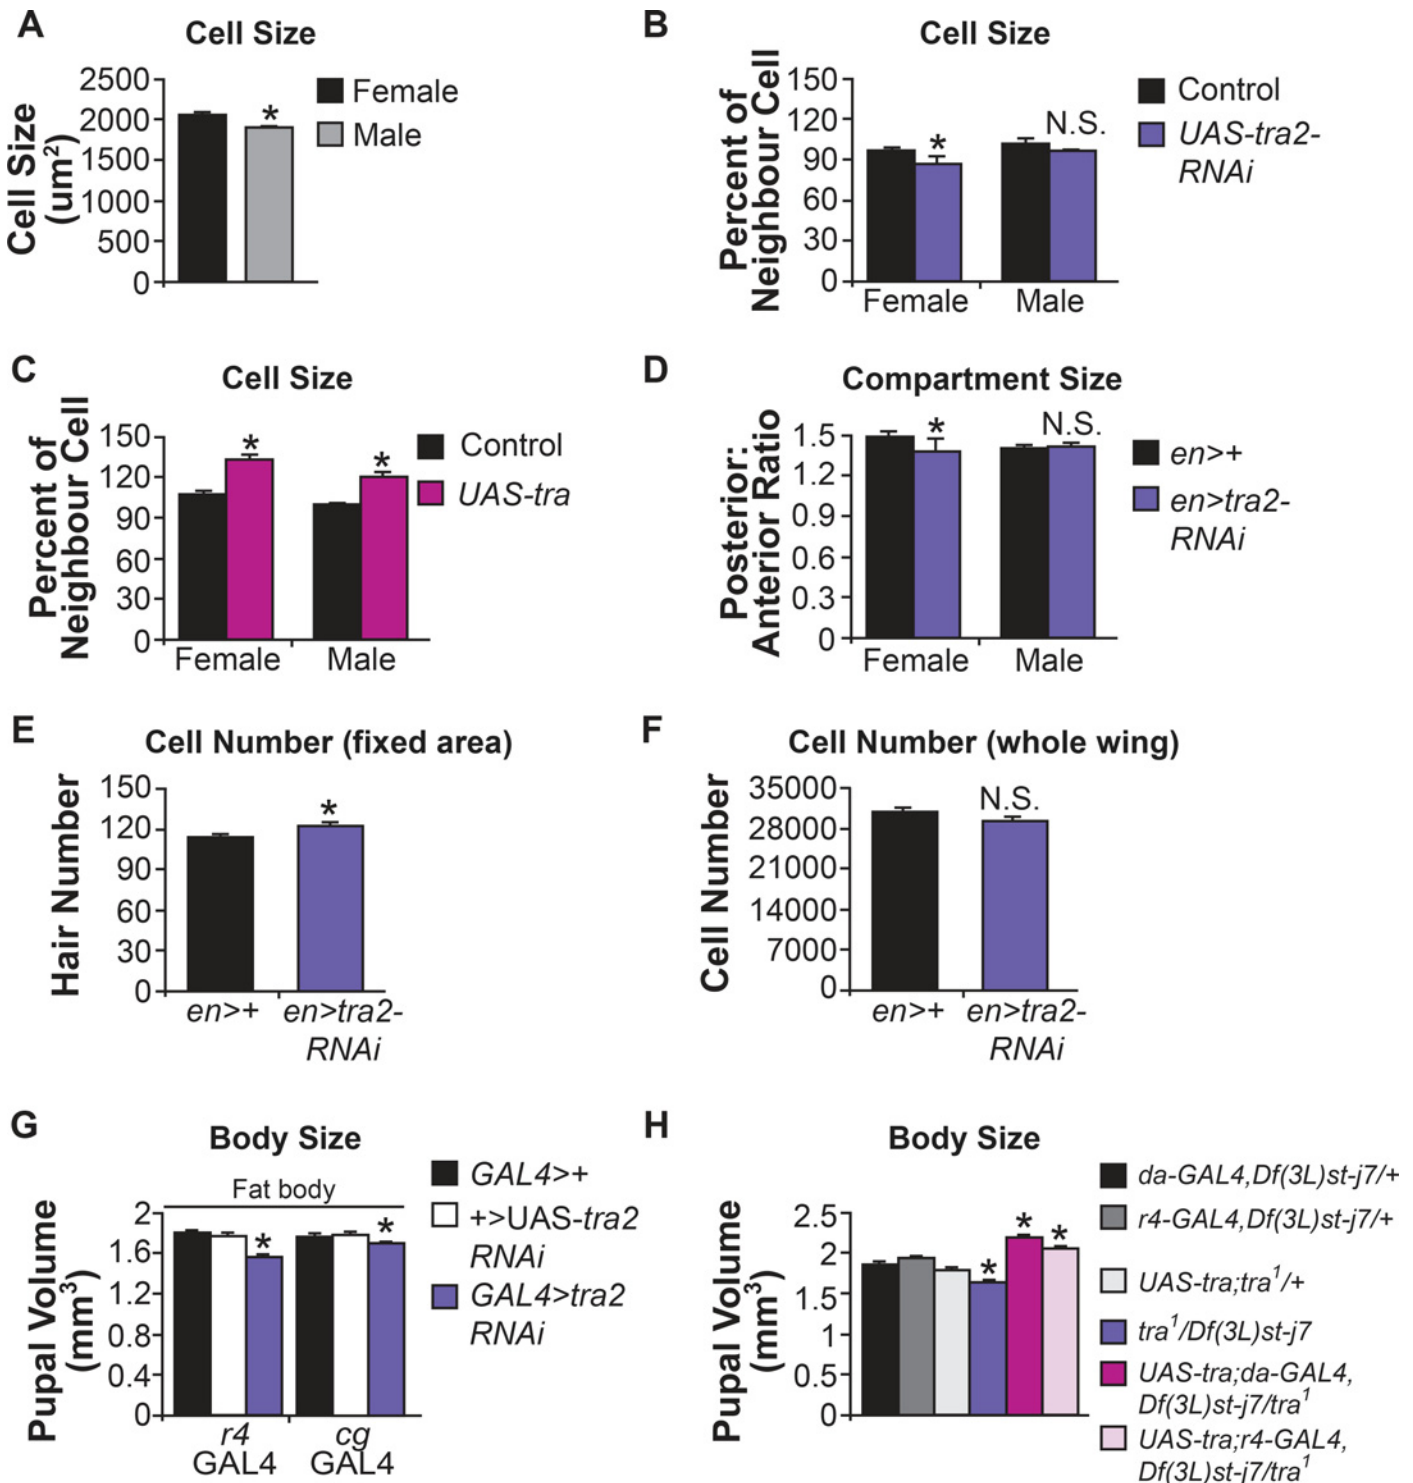 A
Cell Size
Cell Size
(um²)
2500
2000
1500
1000
500
0
*
Female
Male
B
Cell Size
Percent of
Neighbour Cell
150
120
90
60
30
0
*
N.S.
Female
Male
Control
UAS-tra2-
RNAi
C
Cell Size
Percent of
Neighbour Cell
150
120
90
60
30
0
*
*
Female
Male
Control
UAS-tra
D
Compartment Size
Posterior:
Anterior Ratio
1.5
1.2
0.9
0.6
0.3
0
*
N.S.
Female
Male
en>+
en>tra2-
RNAi
E
Cell Number (fixed area)
Hair Number
150
120
90
60
30
0
*
en>+
en>tra2-
RNAi
F
Cell Number (whole wing)
Cell Number
35000
28000
21000
14000
7000
0
N.S.
en>+
en>tra2-
RNAi
G
Body Size
Fat body
Pupal Volume
(mm³)
2
1.6
1.2
0.8
0.4
0
*
*
r4
GAL4
cg
GAL4
GAL4>+
+>UAS-tra2
RNAi
GAL4>tra2
RNAi
H
Body Size
Pupal Volume
(mm³)
2.5
2
1.5
1
0.5
0
*
*
*
da-GAL4,Df(3L)st-j7/+
r4-GAL4,Df(3L)st-j7/+
UAS-tra;tra¹/+
tra¹/Df(3L)st-j7
UAS-tra;da-GAL4,
Df(3L)st-j7/tra¹
UAS-tra;r4-GAL4,
Df(3L)st-j7/tra¹